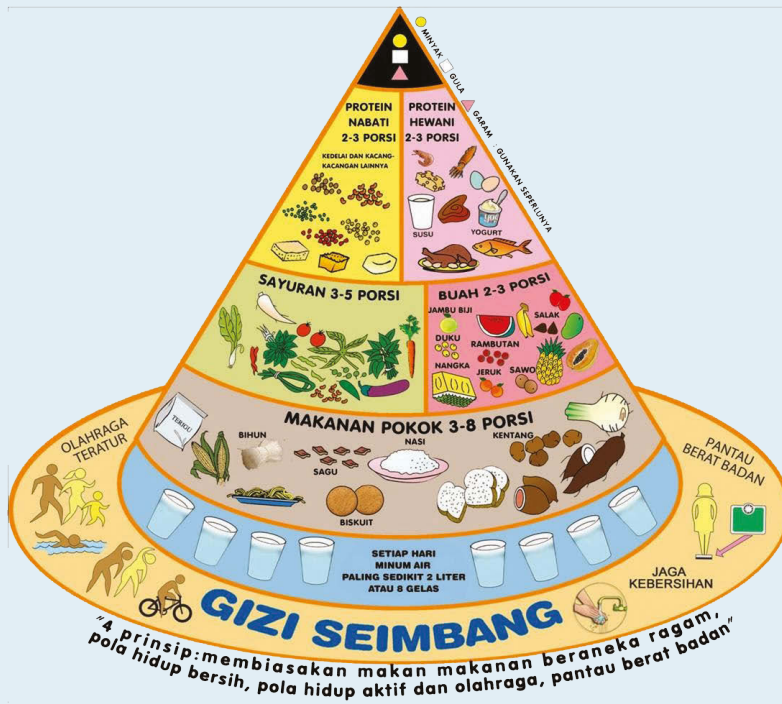 MINYAK
GULA
GARAM : GUNAKAN SEPERLUNYA
PROTEIN
NABATI
2-3 PORSI
KEDELAI DAN KACANG-
KACANGAN LAINNYA
PROTEIN
HEWANI
2-3 PORSI
SUSU
YOGURT
SAYURAN 3-5 PORSI
BUAH 2-3 PORSI
JAMBU BIJI
SALAK
DUKU
RAMBUTAN
NANGKA
JERUK
SAWO
MAKANAN POKOK 3-8 PORSI
TERIGU
BIHUN
SAGU
NASI
KENTANG
BISKUIT
OLAHRAGA
TERATUR
PANTAU
BERAT BADAN
SETIAP HARI
MINUM AIR
PALING SEDIKIT 2 LITER
ATAU 8 GELAS
JAGA
KEBERSIHAN
GIZI SEIMBANG
"4 prinsip:membiasakan makan makanan beraneka ragam,
pola hidup bersih, pola hidup aktif dan olahraga, pantau berat badan"